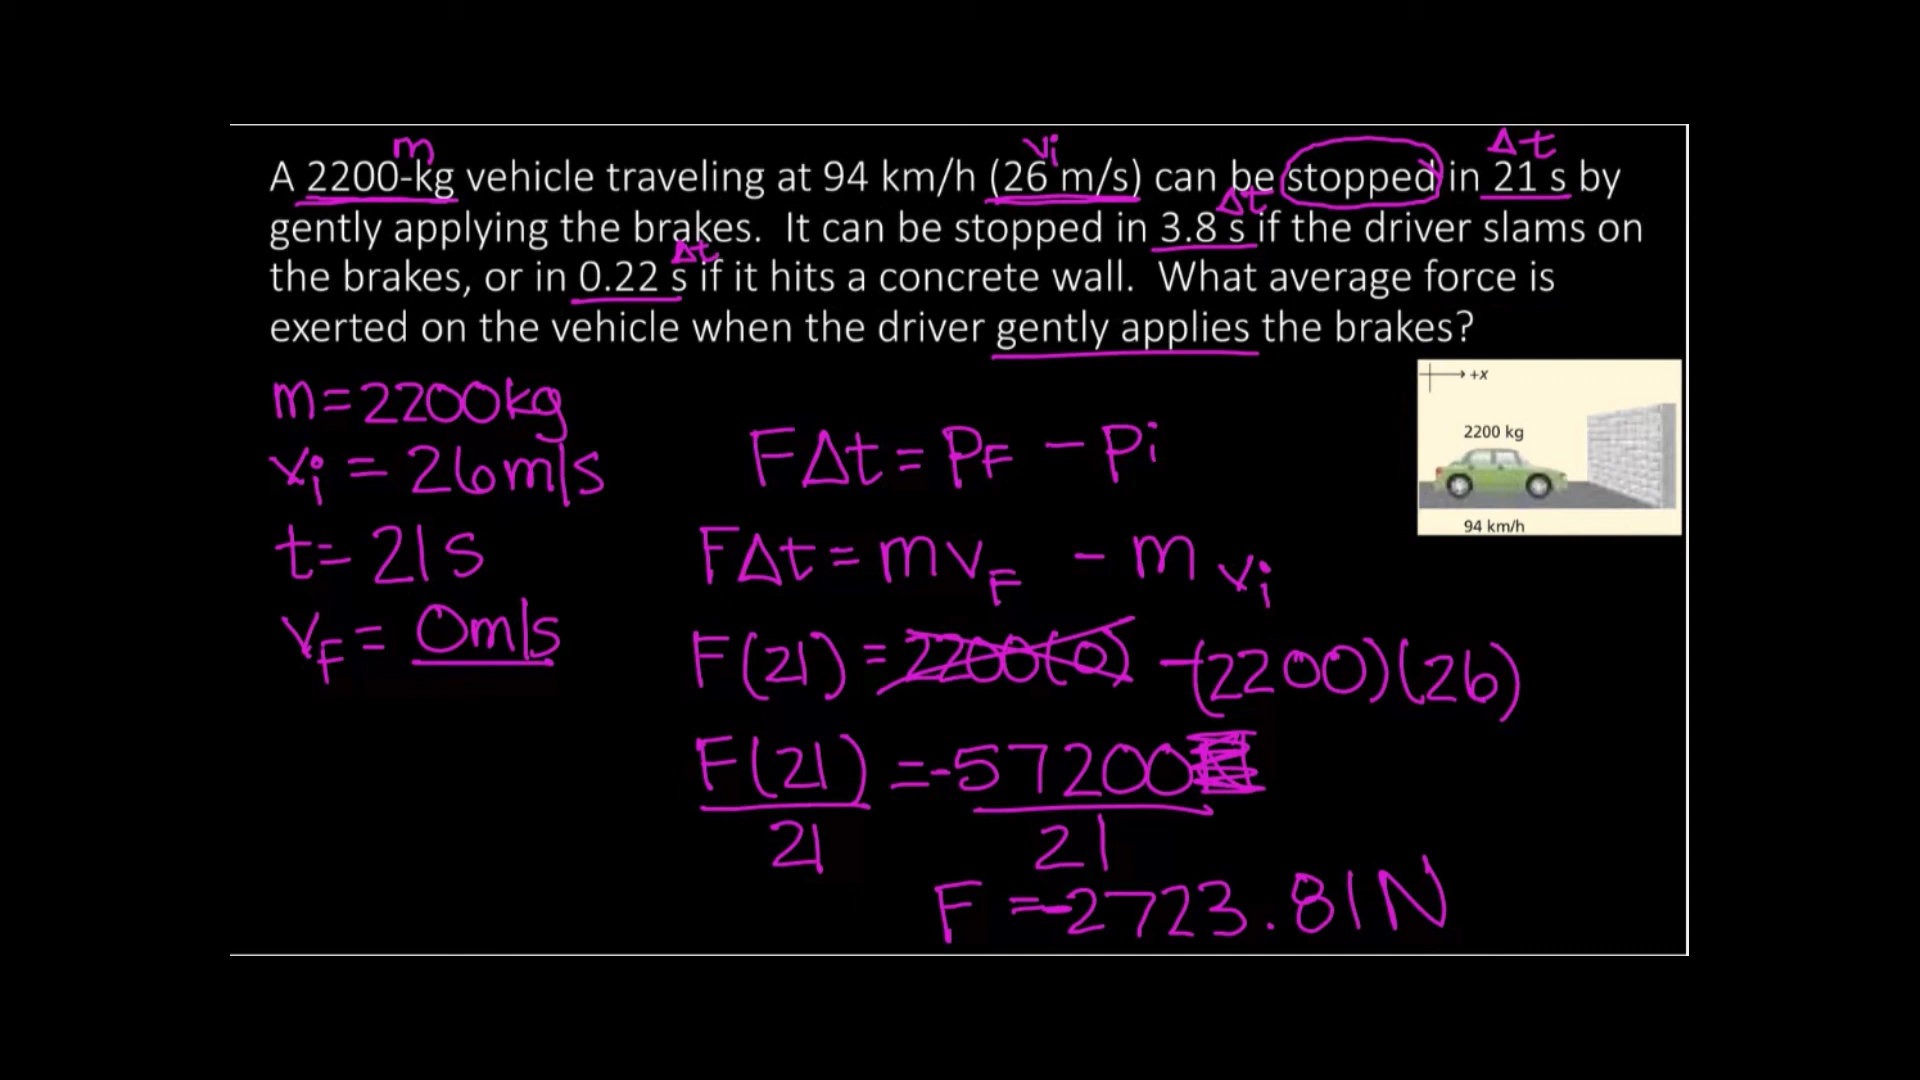 m vi Δt
A 2200-kg vehicle traveling at 94 km/h (26 m/s) can be stopped in 21 s by
Δt
gently applying the brakes. It can be stopped in 3.8 s if the driver slams on
Δt
the brakes, or in 0.22 s if it hits a concrete wall. What average force is
exerted on the vehicle when the driver gently applies the brakes?
+x
2200 kg
94 km/h
m=2200kg
vi = 26m/s
t= 21s
vF = 0m/s
FΔt = PF - Pi
FΔt = mvF - mvi
F(21) = 2200(0) -(2200)(26)
F(21) = -57200
21 21
F = -2723.81N